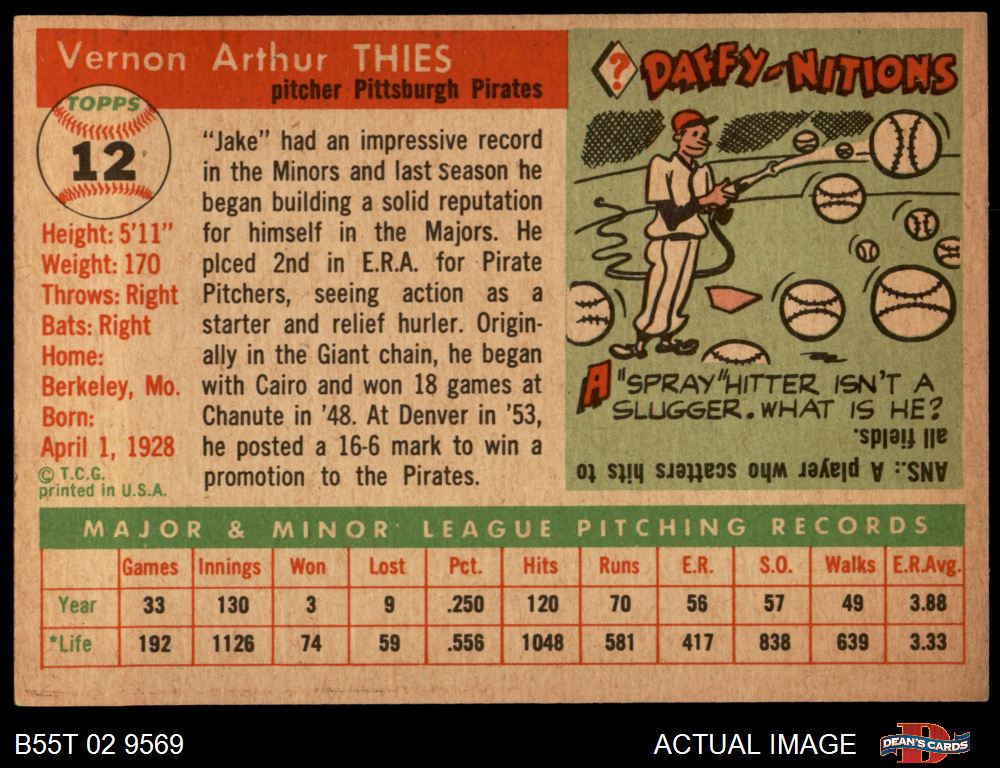 Vernon Arthur THIES
pitcher Pittsburgh Pirates
TOPPS
12
Height: 5'11"
Weight: 170
Throws: Right
Bats: Right
Home:
Berkeley, Mo.
Born:
April 1, 1928
© T.C.G.
printed in U.S.A.
"Jake" had an impressive record
in the Minors and last season he
began building a solid reputation
for himself in the Majors. He
plced 2nd in E.R.A. for Pirate
Pitchers, seeing action as a
starter and relief hurler. Origin-
ally in the Giant chain, he began
with Cairo and won 18 games at
Chanute in '48. At Denver in '53,
he posted a 16-6 mark to win a
promotion to the Pirates.
? DAFFY-NITIONS
A "SPRAY" HITTER ISN'T A
SLUGGER. WHAT IS HE?
ANS.: A player who scatters hits to
all fields.
MAJOR & MINOR LEAGUE PITCHING RECORDS
Games Innings Won Lost Pct. Hits Runs E.R. S.O. Walks E.R.Avg.
Year 33 130 3 9 .250 120 70 56 57 49 3.88
*Life 192 1126 74 59 .556 1048 581 417 838 639 3.33
B55T 02 9569
ACTUAL IMAGE
D
DEAN'S CARDS